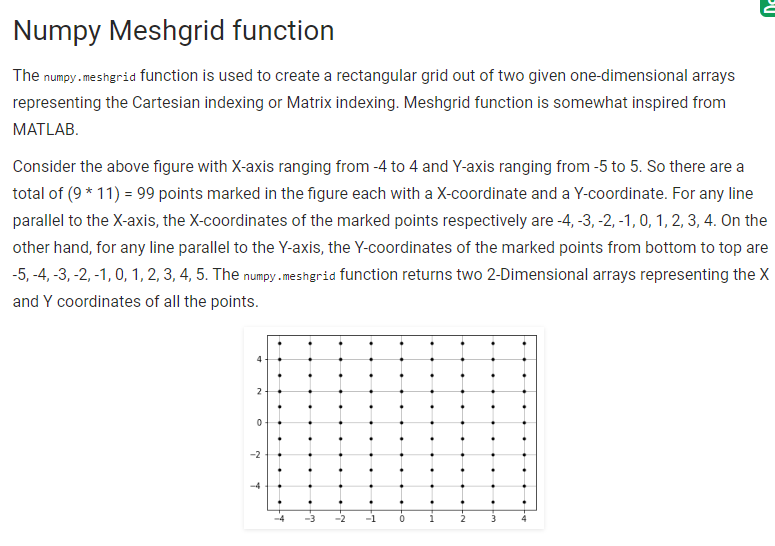 Numpy Meshgrid function
The numpy.meshgrid function is used to create a rectangular grid out of two given one-dimensional arrays
representing the Cartesian indexing or Matrix indexing. Meshgrid function is somewhat inspired from
MATLAB.
Consider the above figure with X-axis ranging from -4 to 4 and Y-axis ranging from -5 to 5. So there are a
total of (9 * 11) = 99 points marked in the figure each with a X-coordinate and a Y-coordinate. For any line
parallel to the X-axis, the X-coordinates of the marked points respectively are -4, -3, -2, -1, 0, 1, 2, 3, 4. On the
other hand, for any line parallel to the Y-axis, the Y-coordinates of the marked points from bottom to top are
-5, -4, -3, -2, -1, 0, 1, 2, 3, 4, 5. The numpy.meshgrid function returns two 2-Dimensional arrays representing the X
and Y coordinates of all the points.
4
2
0
−2
−4
−4 −3 −2 −1 0 1 2 3 4